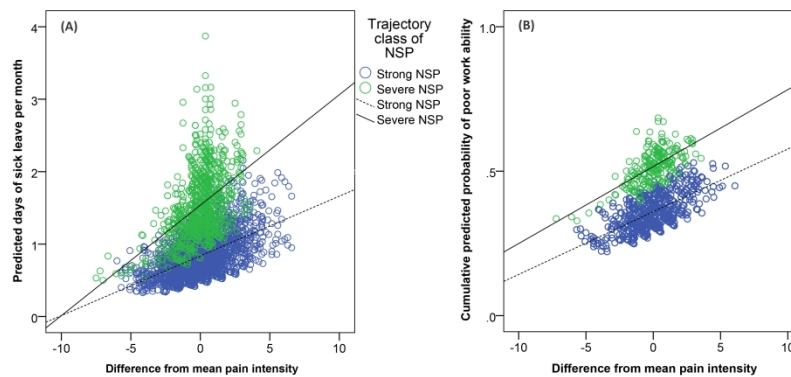 (A)
Predicted days of sick leave per month
4
3
2
1
0
-10 -5 0 5 10
Difference from mean pain intensity
Trajectory
class of
NSP
Strong NSP
Severe NSP
Strong NSP
Severe NSP
(B)
Cumulative predicted probability of poor work ability
1.0
.5
.0
-10 -5 0 5 10
Difference from mean pain intensity